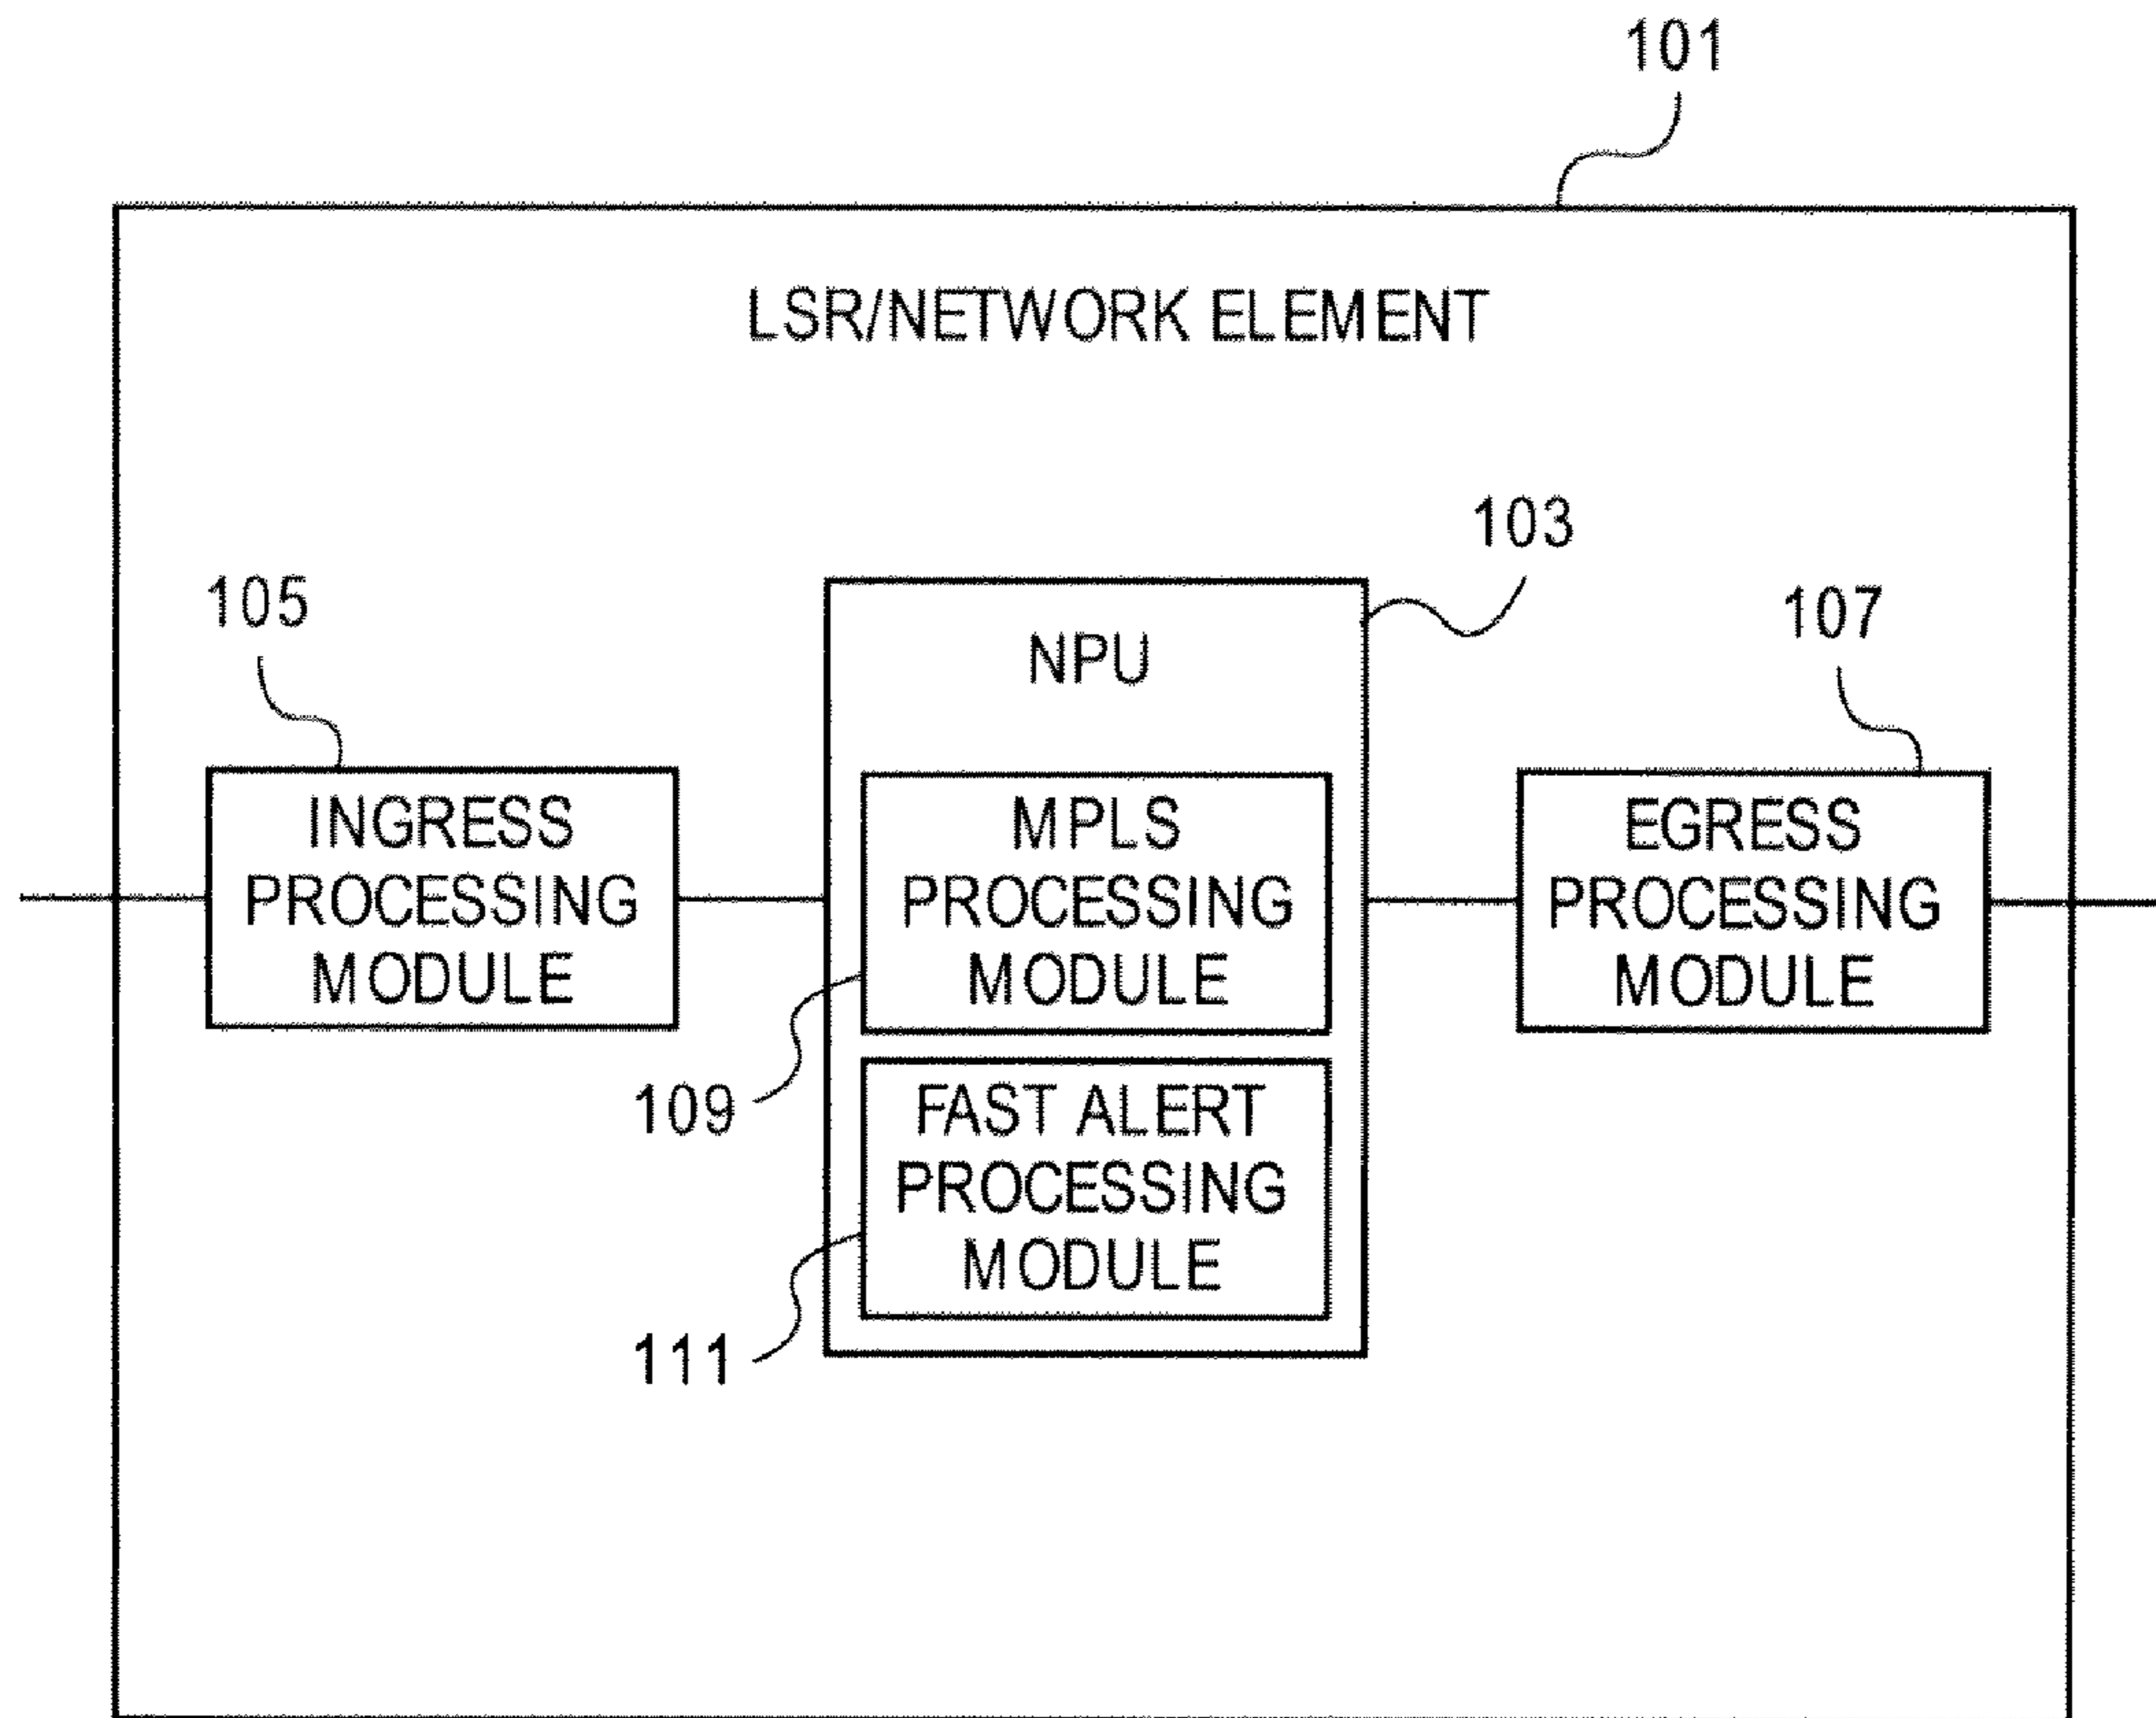 101
LSR/NETWORK ELEMENT
103
105
107
NPU
INGRESS
PROCESSING
MODULE
MPLS
PROCESSING
MODULE
EGRESS
PROCESSING
MODULE
109
FAST ALERT
PROCESSING
MODULE
111